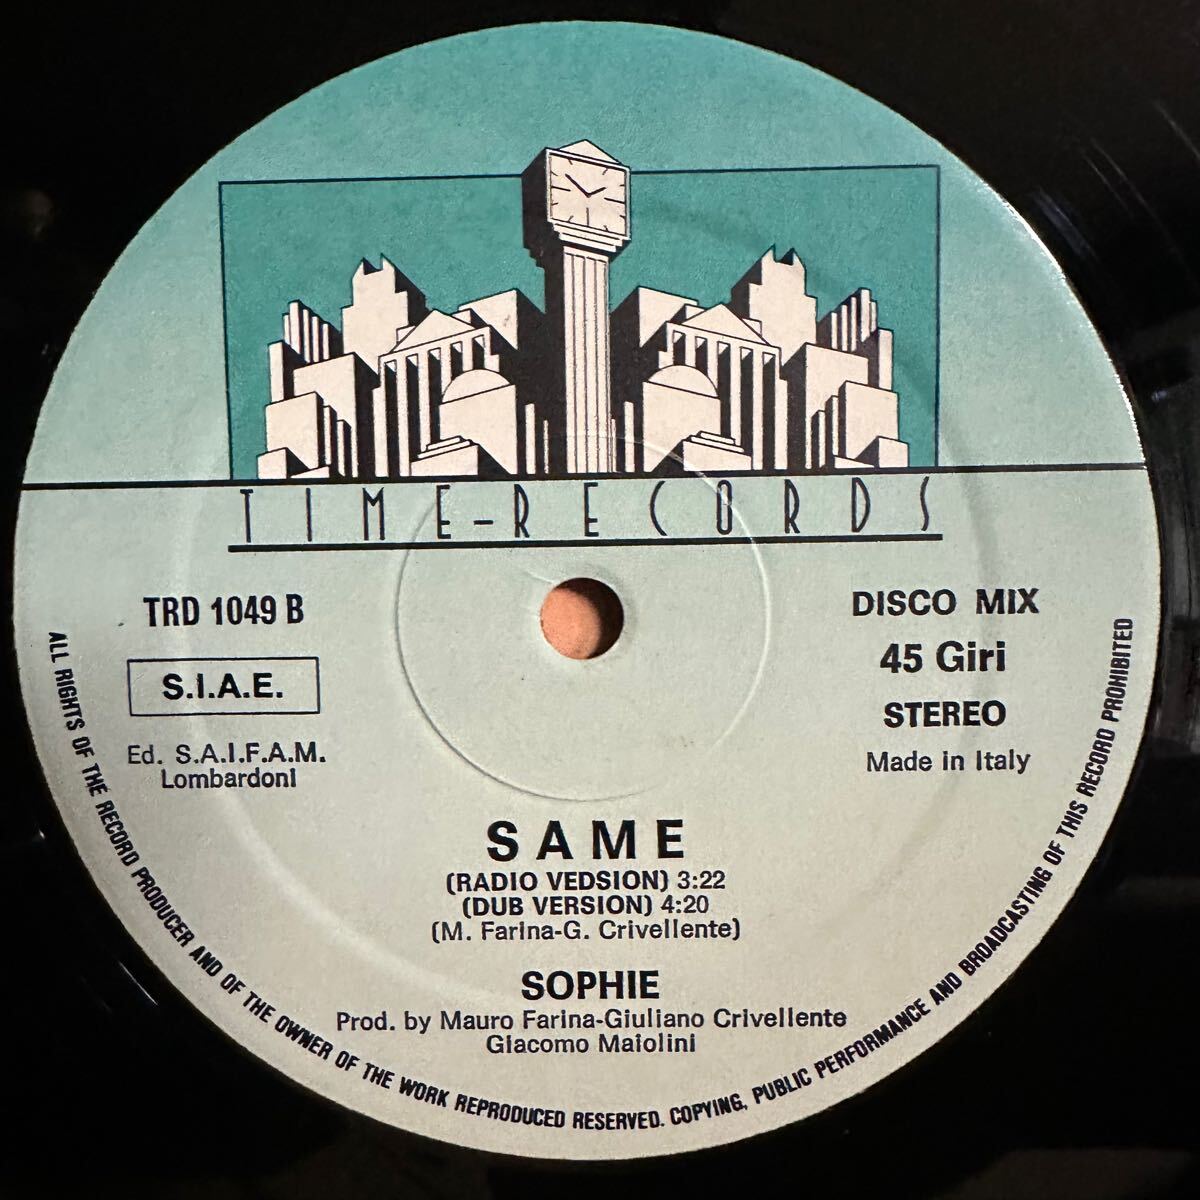 TIME-RECORDS
TRD 1049 B
S.I.A.E.
Ed. S.A.I.F.A.M.
Lombardoni
DISCO MIX
45 Giri
STEREO
Made in Italy
SAME
(RADIO VEDSION) 3:22
(DUB VERSION) 4:20
(M. Farina-G. Crivellente)
SOPHIE
Prod. by Mauro Farina-Giuliano Crivellente
Giacomo Maiolini
ALL RIGHTS OF THE RECORD PRODUCER AND OF THE OWNER OF THE WORK REPRODUCED RESERVED. COPYING, PUBLIC PERFORMANCE AND BROADCASTING OF THIS RECORD PROHIBITED